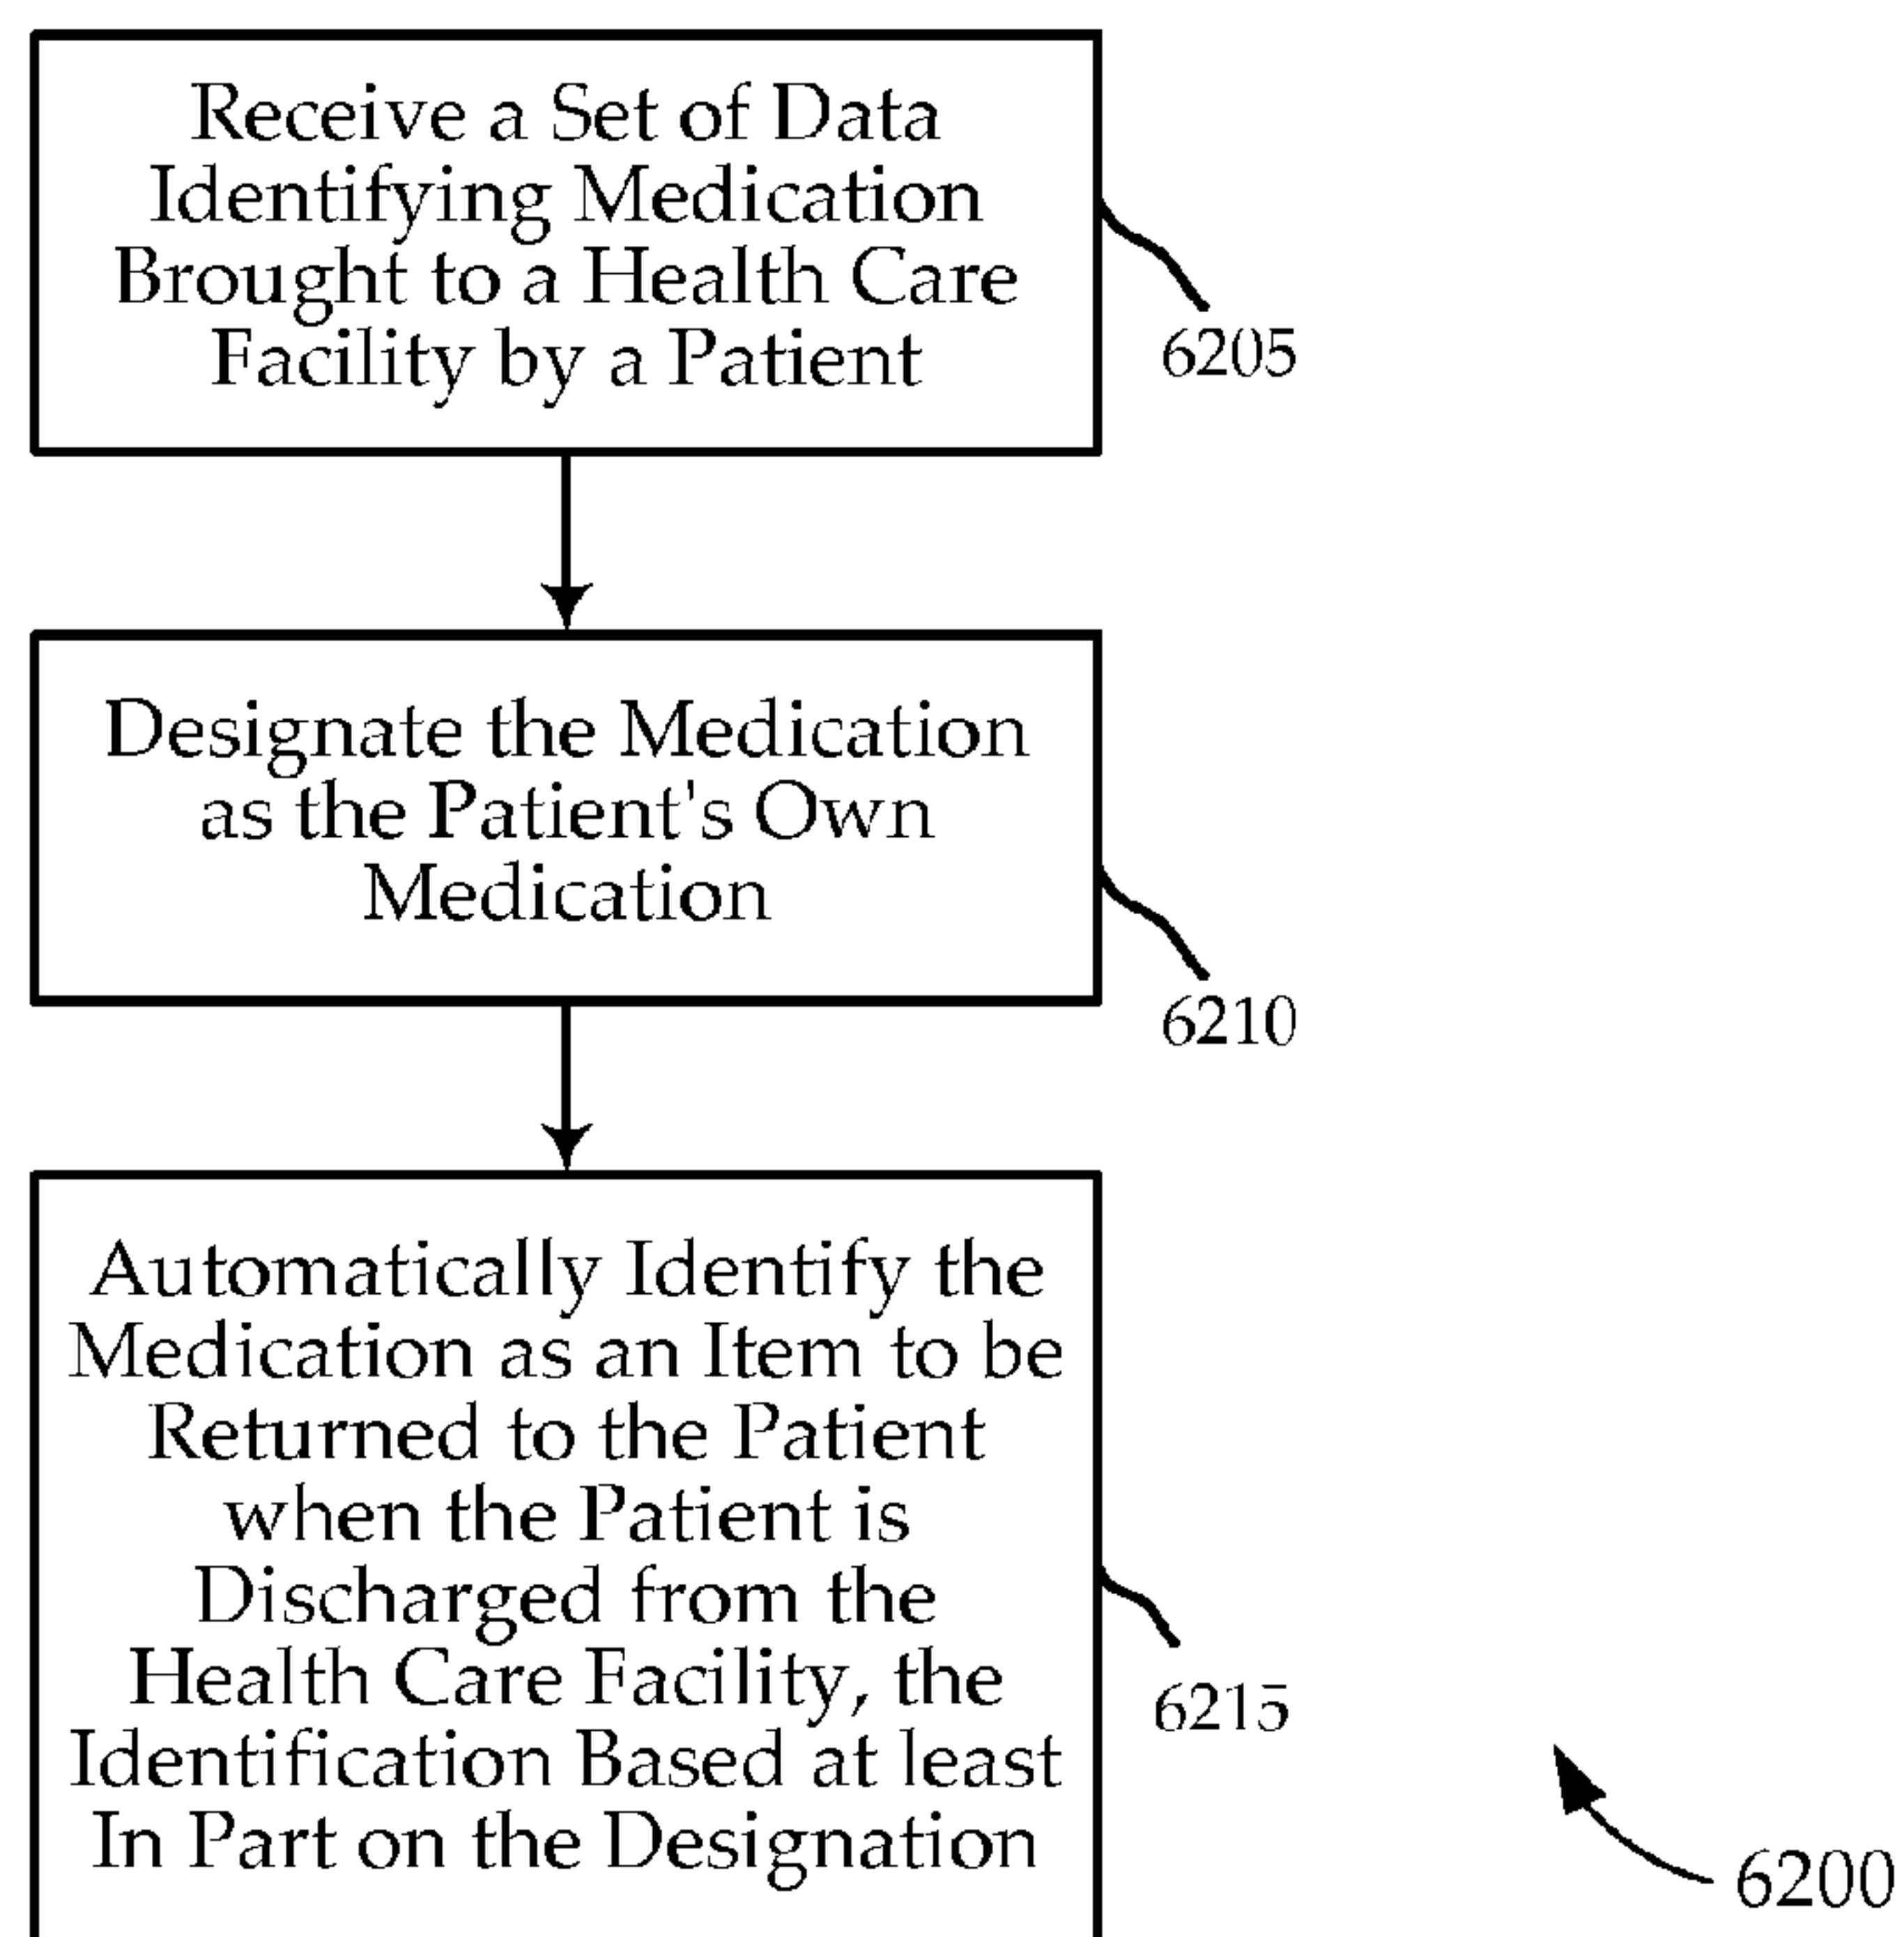 Receive a Set of Data
Identifying Medication
Brought to a Health Care
Facility by a Patient
6205
Designate the Medication
as the Patient's Own
Medication
6210
Automatically Identify the
Medication as an Item to be
Returned to the Patient
when the Patient is
Discharged from the
Health Care Facility, the
Identification Based at least
In Part on the Designation
6215
6200